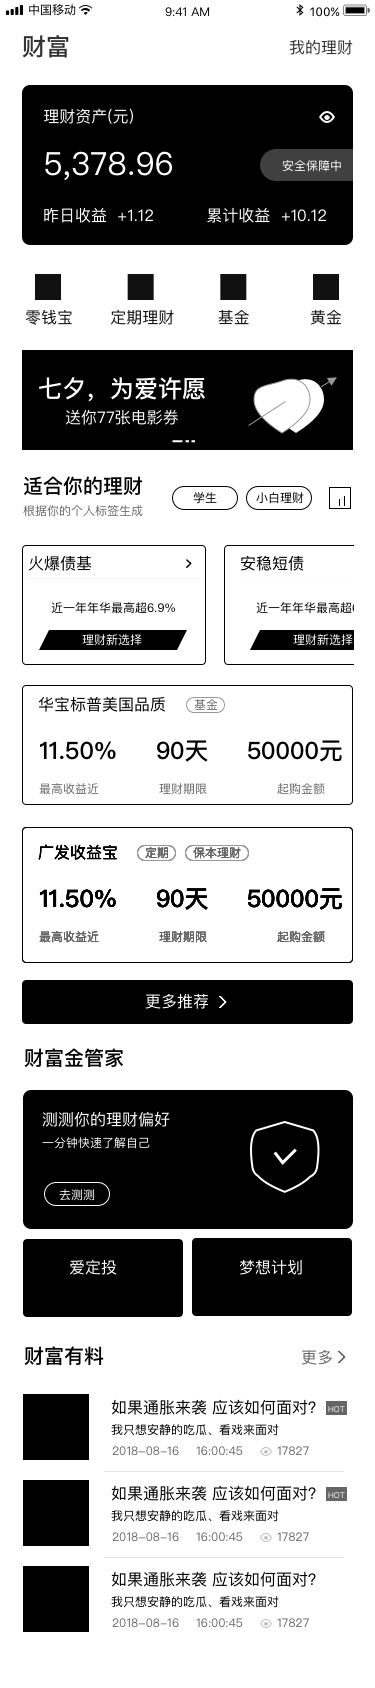 中国移动 9:41 AM 100%
财富 我的理财
理财资产(元)
5,378.96 安全保障中
昨日收益 +1.12 累计收益 +10.12
零钱宝 定期理财 基金 黄金
七夕，为爱许愿
送你77张电影券
适合你的理财 学生 小白理财
根据你的个人标签生成
火爆债基 安稳短债
近一年年华最高超6.9% 近一年年华最高超
理财新选择 理财新选择
华宝标普美国品质 基金
11.50% 90天 50000元
最高收益近 理财期限 起购金额
广发收益宝 定期 保本理财
11.50% 90天 50000元
最高收益近 理财期限 起购金额
更多推荐
财富金管家
测测你的理财偏好
一分钟快速了解自己
去测测
爱定投 梦想计划
财富有料 更多
如果通胀来袭 应该如何面对? HOT
我只想安静的吃瓜、看戏来面对
2018-08-16 16:00:45 17827
如果通胀来袭 应该如何面对? HOT
我只想安静的吃瓜、看戏来面对
2018-08-16 16:00:45 17827
如果通胀来袭 应该如何面对?
我只想安静的吃瓜、看戏来面对
2018-08-16 16:00:45 17827